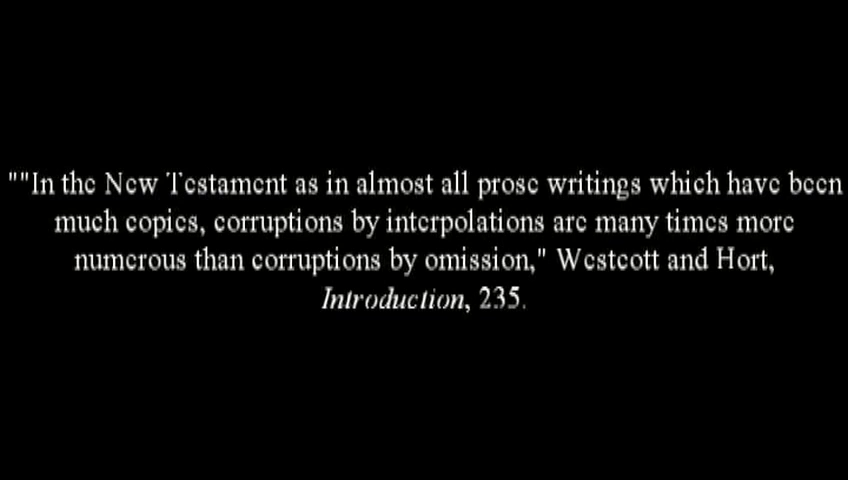 ""In the New Testament as in almost all prose writings which have been
much copies, corruptions by interpolations are many times more
numerous than corruptions by omission," Westcott and Hort,
Introduction, 235.